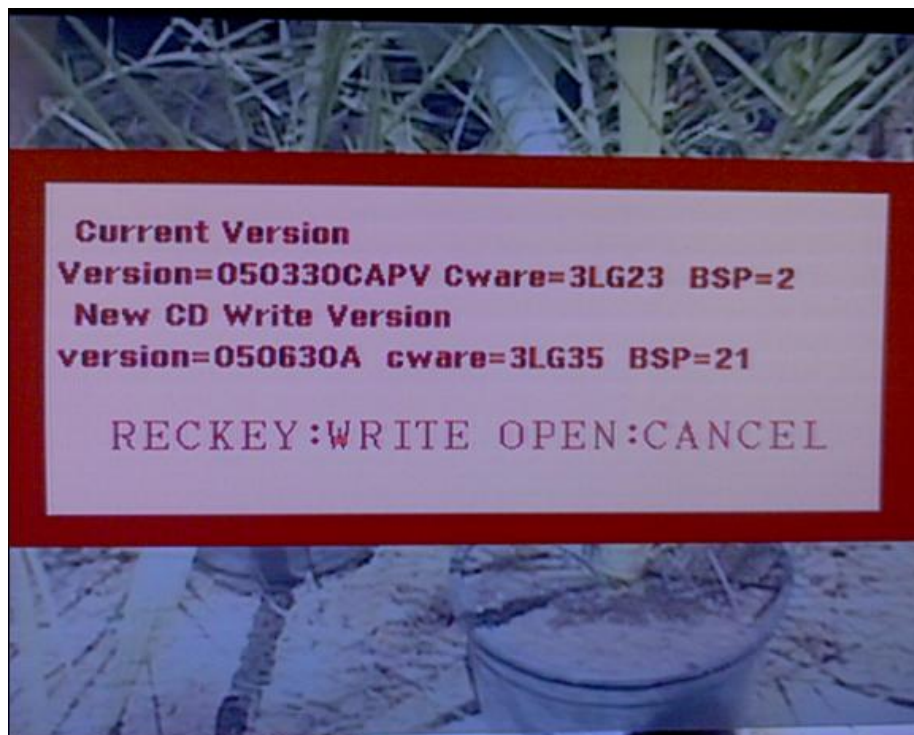 Current Version
Version=050330CAPV Cware=3LG23 BSP=2
New CD Write Version
version=050630A cware=3LG35 BSP=21
RECKEY:WRITE OPEN:CANCEL